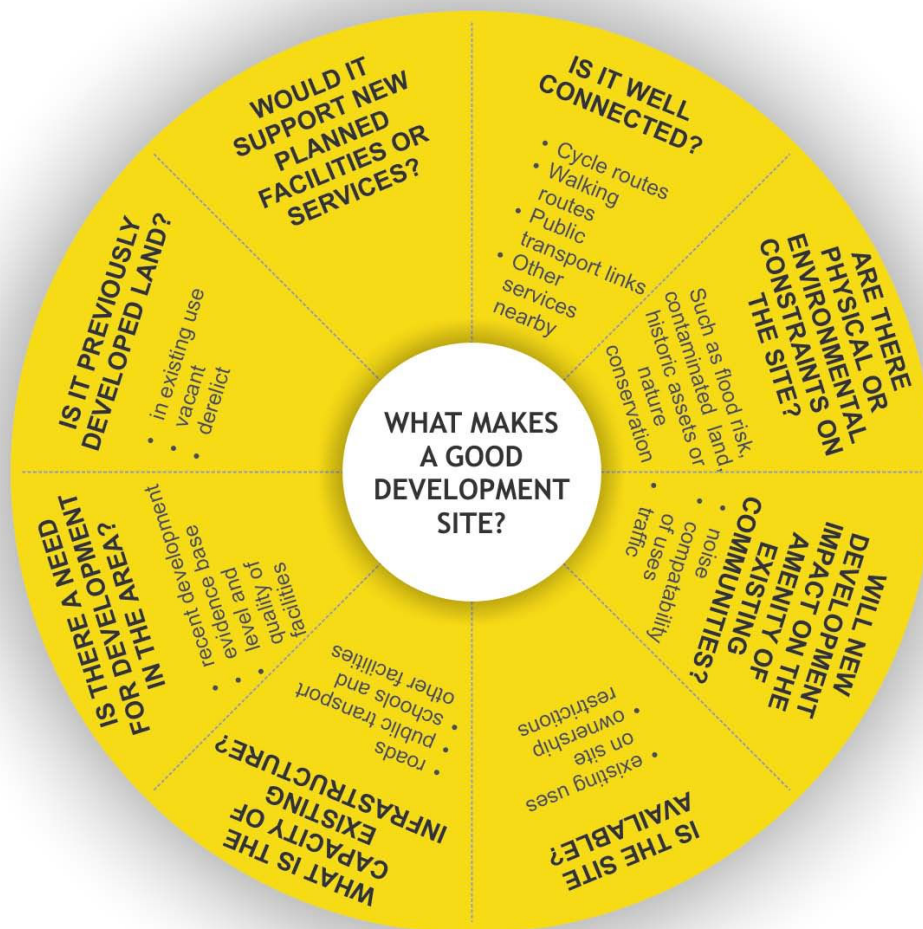 WHAT MAKES
A GOOD
DEVELOPMENT
SITE?
IS IT WELL
CONNECTED?
• Cycle routes
• Walking
routes
• Public
transport links
• Other
services
nearby
ARE THERE
PHYSICAL OR
ENVIRONMENTAL
CONSTRAINTS ON
THE SITE?
Such as flood risk,
contaminated land,
historic assets or
nature
conservation
WILL NEW
DEVELOPMENT
IMPACT ON THE
AMENITY OF
EXISTING
COMMUNITIES?
• noise
• compatability
of uses
• traffic
IS THE SITE
AVAILABLE?
• existing uses
on site
• ownership
restrictions
WHAT IS THE
CAPACITY OF
EXISTING
INFRASTRUCTURE?
• roads
• public transport
• schools and
other facilities
IS THERE A NEED
FOR DEVELOPMENT
IN THE AREA?
• recent development
• evidence base
• level and
quality of
facilities
IS IT PREVIOUSLY
DEVELOPED LAND?
• in existing use
• vacant
• derelict
WOULD IT
SUPPORT NEW
PLANNED
FACILITIES OR
SERVICES?